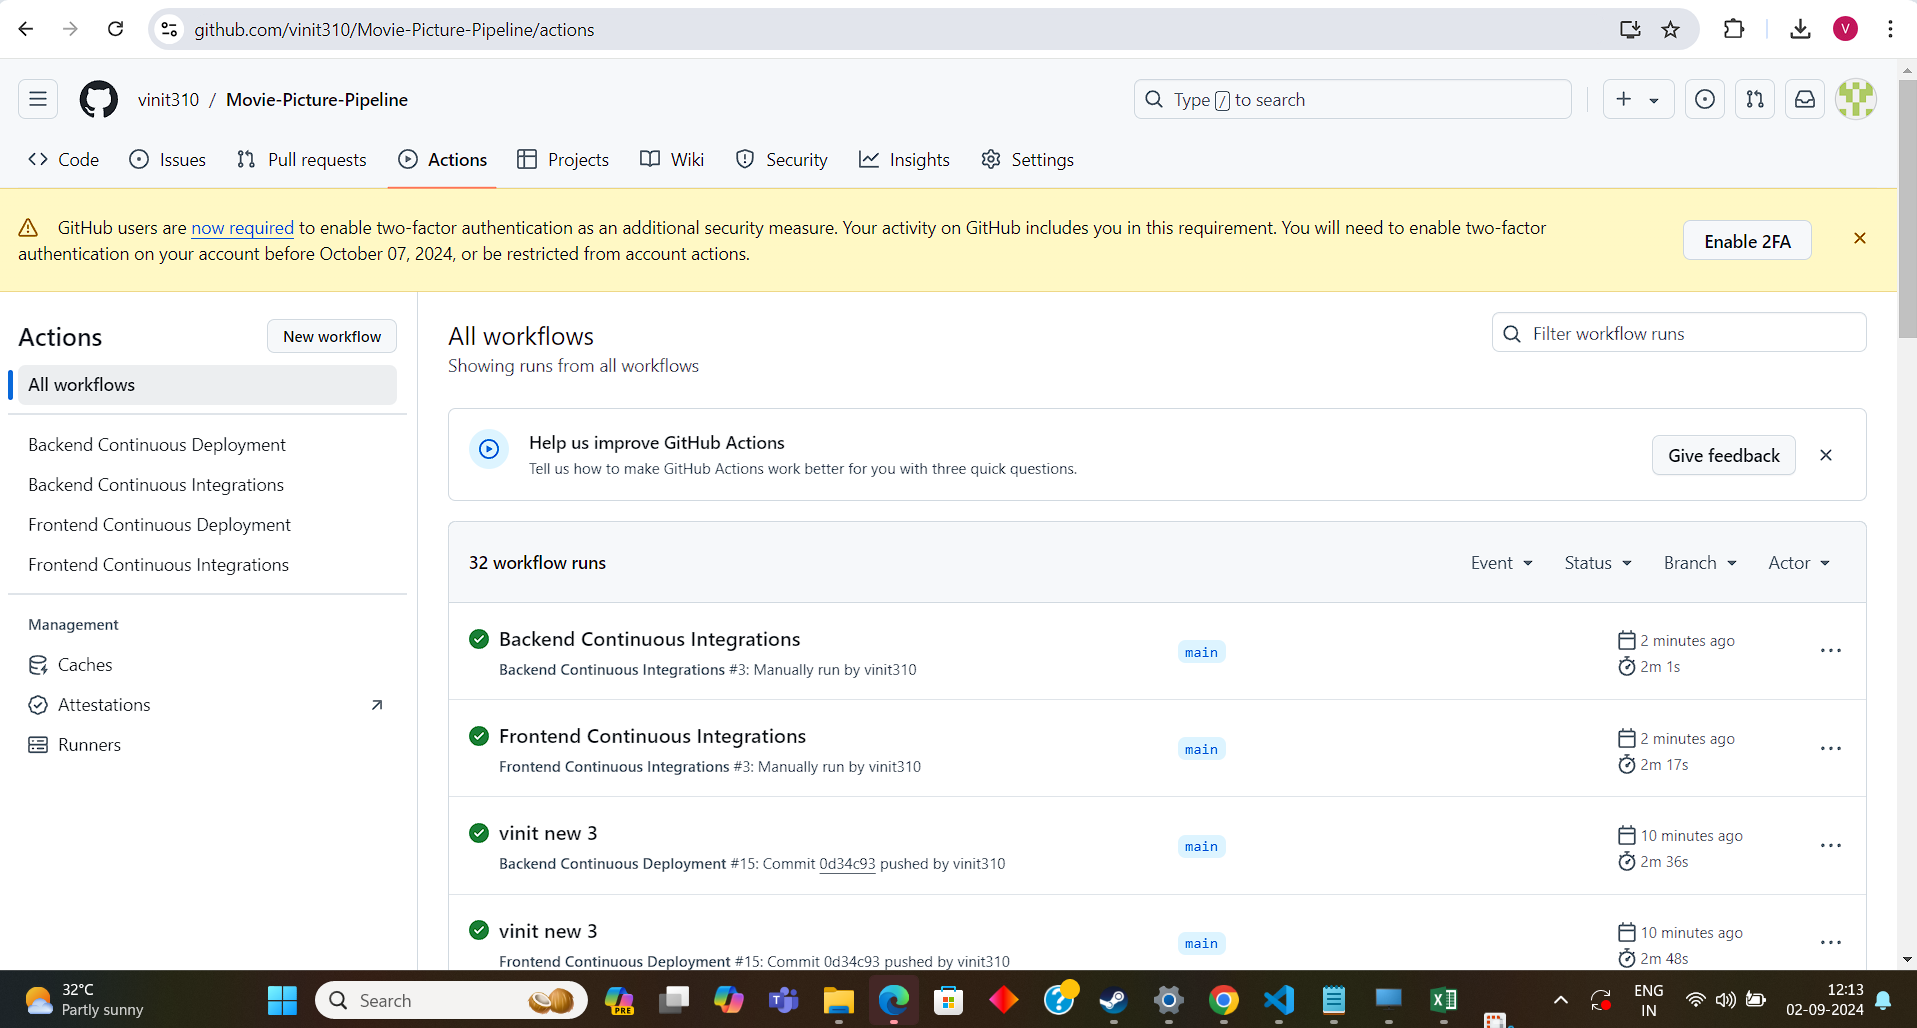 github.com/vinit310/Movie-Picture-Pipeline/actions
V
vinit310 / Movie-Picture-Pipeline
Type / to search
Code
Issues
Pull requests
Actions
Projects
Wiki
Security
Insights
Settings
GitHub users are now required to enable two-factor authentication as an additional security measure. Your activity on GitHub includes you in this requirement. You will need to enable two-factor
authentication on your account before October 07, 2024, or be restricted from account actions.
Enable 2FA
Actions
New workflow
All workflows
Backend Continuous Deployment
Backend Continuous Integrations
Frontend Continuous Deployment
Frontend Continuous Integrations
Management
Caches
Attestations
Runners
All workflows
Showing runs from all workflows
Filter workflow runs
Help us improve GitHub Actions
Tell us how to make GitHub Actions work better for you with three quick questions.
Give feedback
32 workflow runs
Event
Status
Branch
Actor
Backend Continuous Integrations
Backend Continuous Integrations #3: Manually run by vinit310
main
2 minutes ago
2m 1s
Frontend Continuous Integrations
Frontend Continuous Integrations #3: Manually run by vinit310
main
2 minutes ago
2m 17s
vinit new 3
Backend Continuous Deployment #15: Commit 0d34c93 pushed by vinit310
main
10 minutes ago
2m 36s
vinit new 3
Frontend Continuous Deployment #15: Commit 0d34c93 pushed by vinit310
main
10 minutes ago
2m 48s
32°C
Partly sunny
Search
PRE
ENG
IN
12:13
02-09-2024